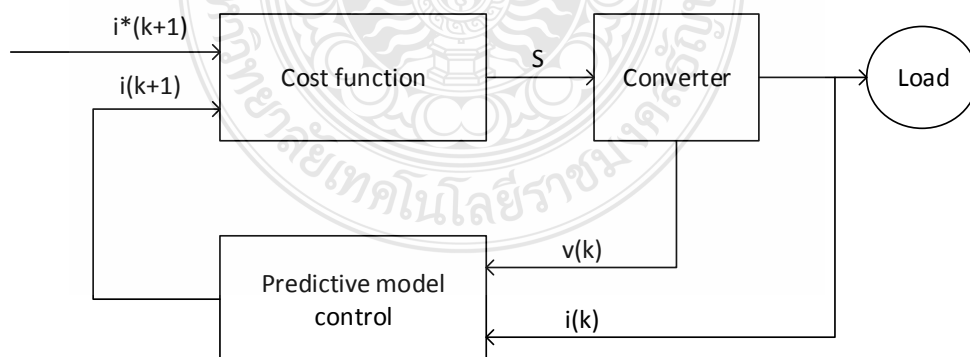 i*(k+1)
i(k+1)
Cost function
S
Converter
Load
Predictive model
control
v(k)
i(k)